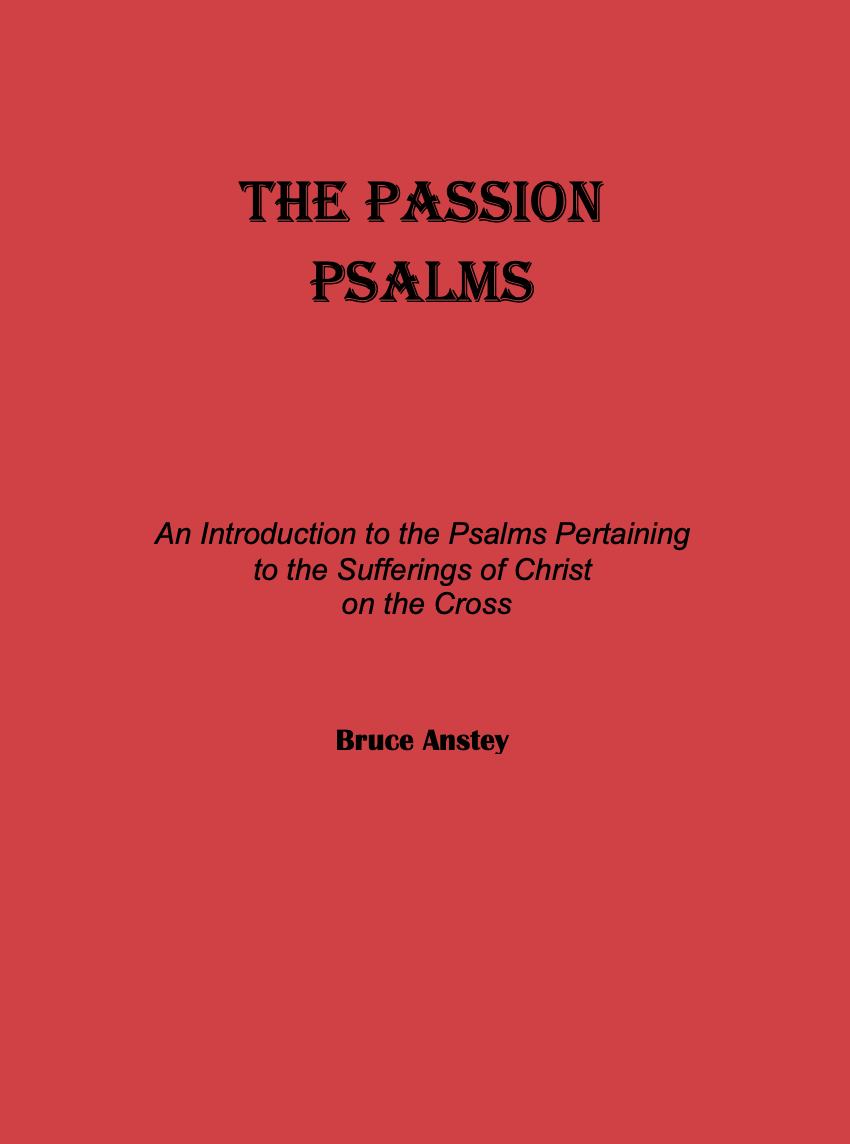 THE PASSION
PSALMS
An Introduction to the Psalms Pertaining
to the Sufferings of Christ
on the Cross
Bruce Anstey